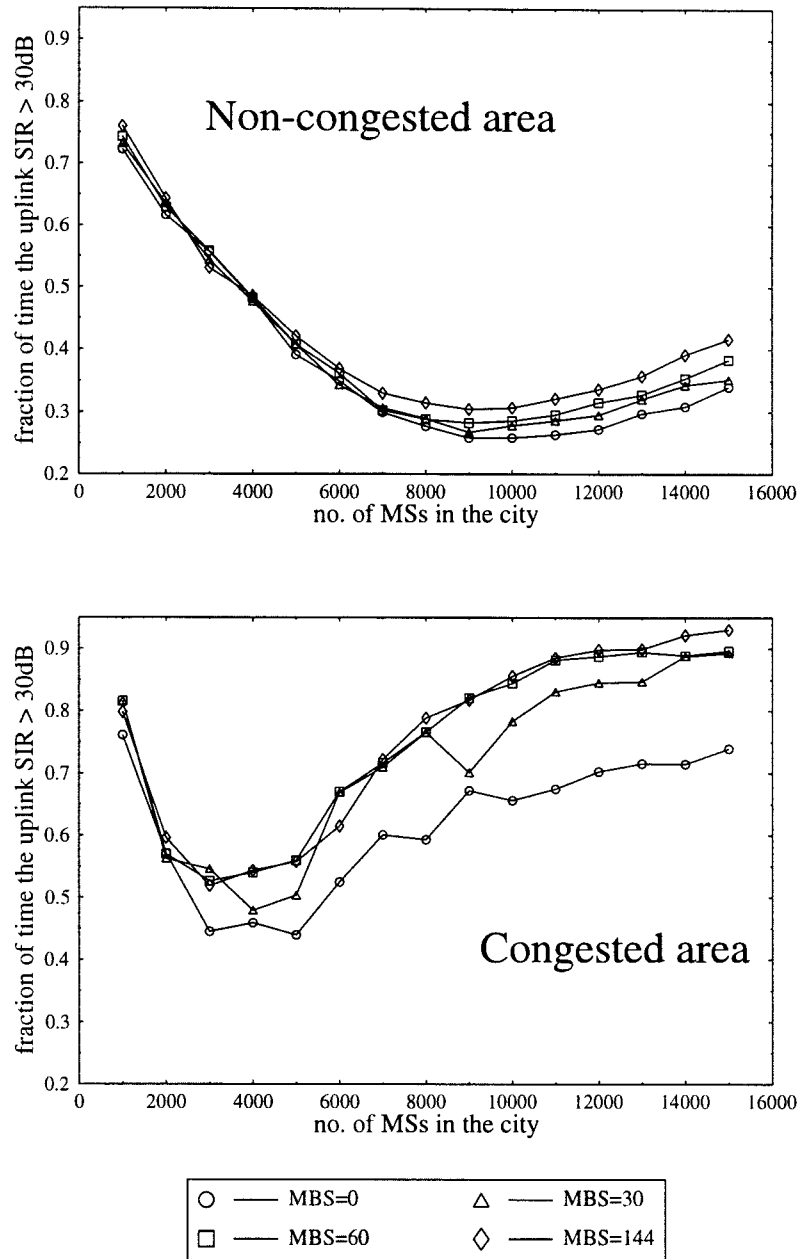 0.9
0.8
0.7
0.6
0.5
0.4
0.3
0.2
fraction of time the uplink SIR > 30dB
Non-congested area
0 2000 4000 6000 8000 10000 12000 14000 16000
no. of MSs in the city
0.9
0.8
0.7
0.6
0.5
0.4
0.3
0.2
fraction of time the uplink SIR > 30dB
Congested area
0 2000 4000 6000 8000 10000 12000 14000 16000
no. of MSs in the city
MBS=0 MBS=30
MBS=60 MBS=144